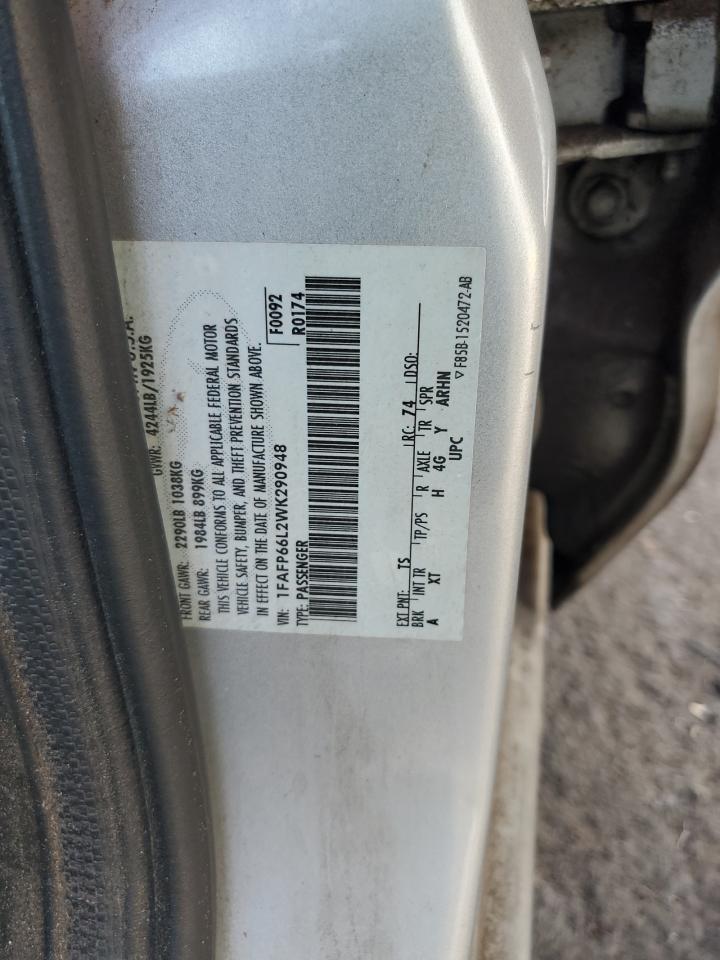 U.S.A.
GVWR: 4244LB/1925KG
FRONT GAWR: 2290LB 1038KG
REAR GAWR: 1984LB 899KG
THIS VEHICLE CONFORMS TO ALL APPLICABLE FEDERAL MOTOR
VEHICLE SAFETY, BUMPER, AND THEFT PREVENTION STANDARDS
IN EFFECT ON THE DATE OF MANUFACTURE SHOWN ABOVE.
VIN: 1FAFP66L2WK290948
TYPE: PASSENGER
F0092
R0174
EXT PNT: TS RC: 74 DSO:
BRK INT TR TP/PS R AXLE TR SPR
A XT H 4G Y ARHN
UPC
▽F85B-1520472-AB